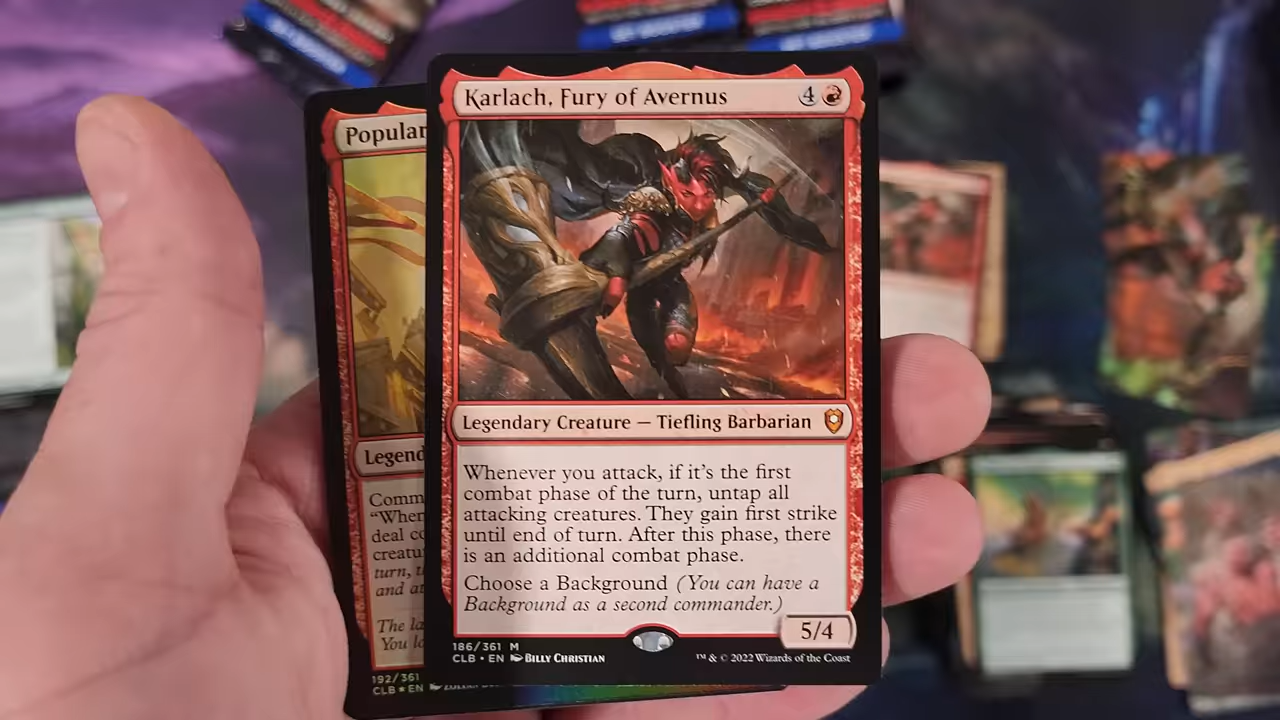 Karlach, Fury of Avernus 4
Legendary Creature — Tiefling Barbarian
Whenever you attack, if it's the first
combat phase of the turn, untap all
attacking creatures. They gain first strike
until end of turn. After this phase, there
is an additional combat phase.
Choose a Background (You can have a
Background as a second commander.)
5/4
186/361 M
CLB • EN BILLY CHRISTIAN
™ & © 2022 Wizards of the Coast
Popular
Legend
Comm
"When
deal co
creatu
turn, t
and at
The la
You lo
192/361
CLB ★ EN